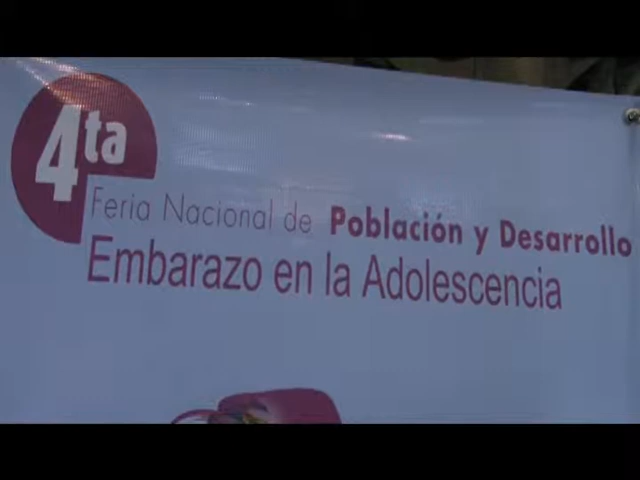 4ta
Feria Nacional de Población y Desarrollo
Embarazo en la Adolescencia